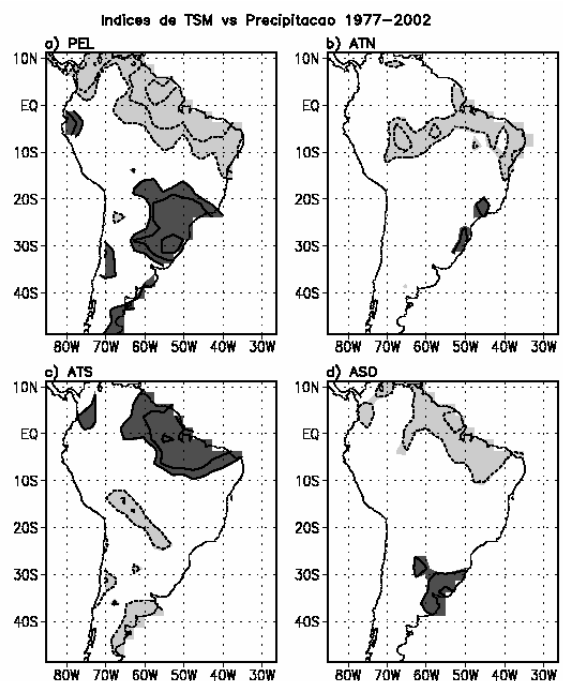 Indices de TSM vs Precipitacao 1977–2002
a) PEL
b) ATN
10N
EQ
10S
20S
30S
40S
80W 70W 60W 50W 40W 30W
10N
EQ
10S
20S
30S
40S
80W 70W 60W 50W 40W 30W
c) ATS
d) ASO
10N
EQ
10S
20S
30S
40S
80W 70W 60W 50W 40W 30W
10N
EQ
10S
20S
30S
40S
80W 70W 60W 50W 40W 30W